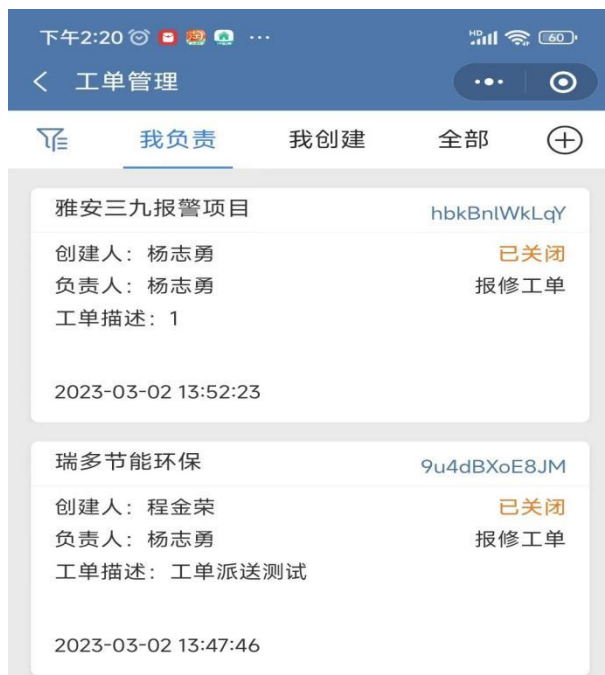 下午2:20 ... HD 60
工单管理
我负责 我创建 全部
雅安三九报警项目 hbkBnlWkLqY
创建人：杨志勇 已关闭
负责人：杨志勇 报修工单
工单描述：1
2023-03-02 13:52:23
瑞多节能环保 9u4dBXoE8JM
创建人：程金荣 已关闭
负责人：杨志勇 报修工单
工单描述：工单派送测试
2023-03-02 13:47:46